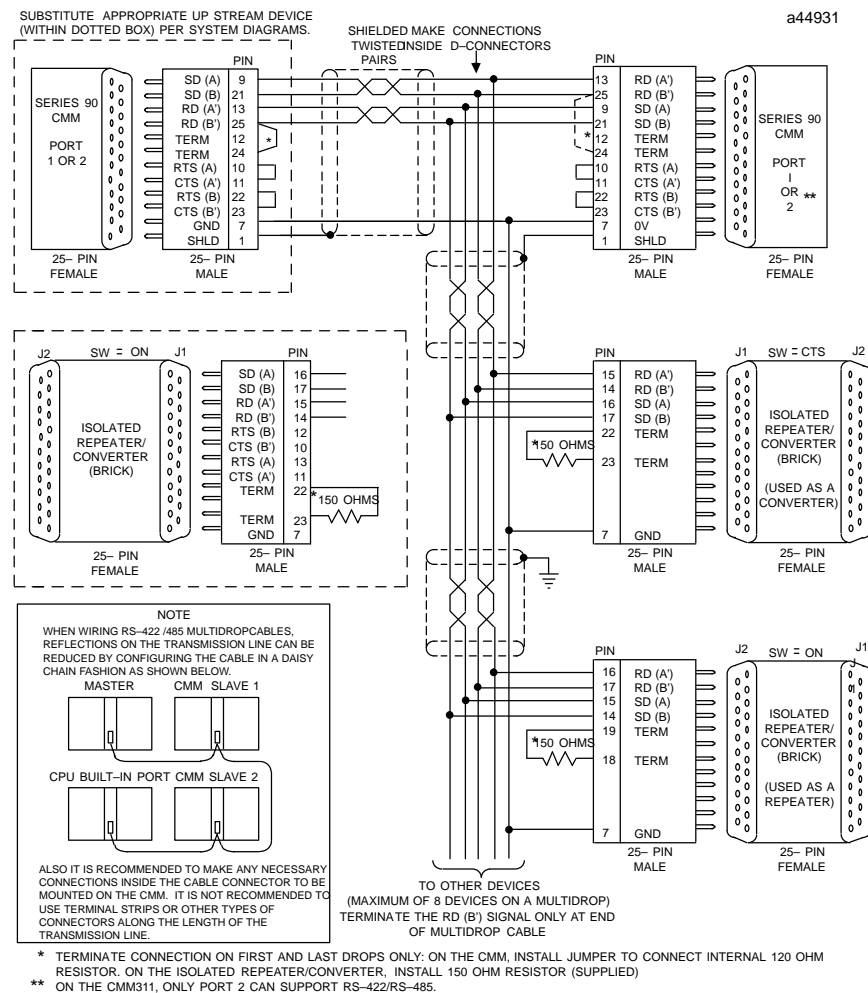 SUBSTITUTE APPROPRIATE UP STREAM DEVICE
(WITHIN DOTTED BOX) PER SYSTEM DIAGRAMS.
a44931
SHIELDED MAKE CONNECTIONS
TWISTED INSIDE D–CONNECTORS
PAIRS
PIN
SD (A) 9
SD (B) 21
RD (A') 13
RD (B') 25
TERM 12
*
TERM 24
RTS (A) 10
CTS (A') 11
RTS (B) 22
CTS (B') 23
GND 7
SHLD 1
SERIES 90
CMM
PORT
1 OR 2
25– PIN
FEMALE
25– PIN
MALE
PIN
13 RD (A')
25 RD (B')
9 SD (A)
21 SD (B)
* 12 TERM
24 TERM
10 RTS (A)
11 CTS (A')
22 RTS (B)
23 CTS (B')
7 0V
1 SHLD
SERIES 90
CMM
PORT
I
OR
2 **
25– PIN
MALE
25– PIN
FEMALE
J2 SW = ON J1
ISOLATED
REPEATER/
CONVERTER
(BRICK)
25– PIN
FEMALE
PIN
SD (A) 16
SD (B) 17
RD (A') 15
RD (B') 14
RTS (B) 12
CTS (B') 10
RTS (A) 13
CTS (A') 11
TERM 22
* 150 OHMS
TERM 23
GND 7
25– PIN
MALE
PIN
15 RD (A')
14 RD (B')
16 SD (A)
17 SD (B)
22 TERM
*150 OHMS
23 TERM
7 GND
25– PIN
MALE
J1 SW = CTS J2
ISOLATED
REPEATER/
CONVERTER
(BRICK)
(USED AS A
CONVERTER)
25– PIN
FEMALE
PIN
16 RD (A')
17 RD (B')
15 SD (A)
14 SD (B)
19 TERM
*150 OHMS
18 TERM
7 GND
25– PIN
MALE
J2 SW = ON J1
J
1
ISOLATED
REPEATER/
CONVERTER
(BRICK)
(USED AS A
REPEATER)
25– PIN
FEMALE
NOTE
WHEN WIRING RS–422 /485 MULTIDROPCABLES,
REFLECTIONS ON THE TRANSMISSION LINE CAN BE
REDUCED BY CONFIGURING THE CABLE IN A DAISY
CHAIN FASHION AS SHOWN BELOW.
MASTER CMM SLAVE 1
CPU BUILT–IN PORT CMM SLAVE 2
ALSO IT IS RECOMMENDED TO MAKE ANY NECESSARY
CONNECTIONS INSIDE THE CABLE CONNECTOR TO BE
MOUNTED ON THE CMM. IT IS NOT RECOMMENDED TO
USE TERMINAL STRIPS OR OTHER TYPES OF
CONNECTORS ALONG THE LENGTH OF THE
TRANSMISSION LINE.
TO OTHER DEVICES
(MAXIMUM OF 8 DEVICES ON A MULTIDROP)
TERMINATE THE RD (B') SIGNAL ONLY AT END
OF MULTIDROP CABLE
* TERMINATE CONNECTION ON FIRST AND LAST DROPS ONLY: ON THE CMM, INSTALL JUMPER TO CONNECT INTERNAL 120 OHM
RESISTOR. ON THE ISOLATED REPEATER/CONVERTER, INSTALL 150 OHM RESISTOR (SUPPLIED)
** ON THE CMM311, ONLY PORT 2 CAN SUPPORT RS–422/RS–485.